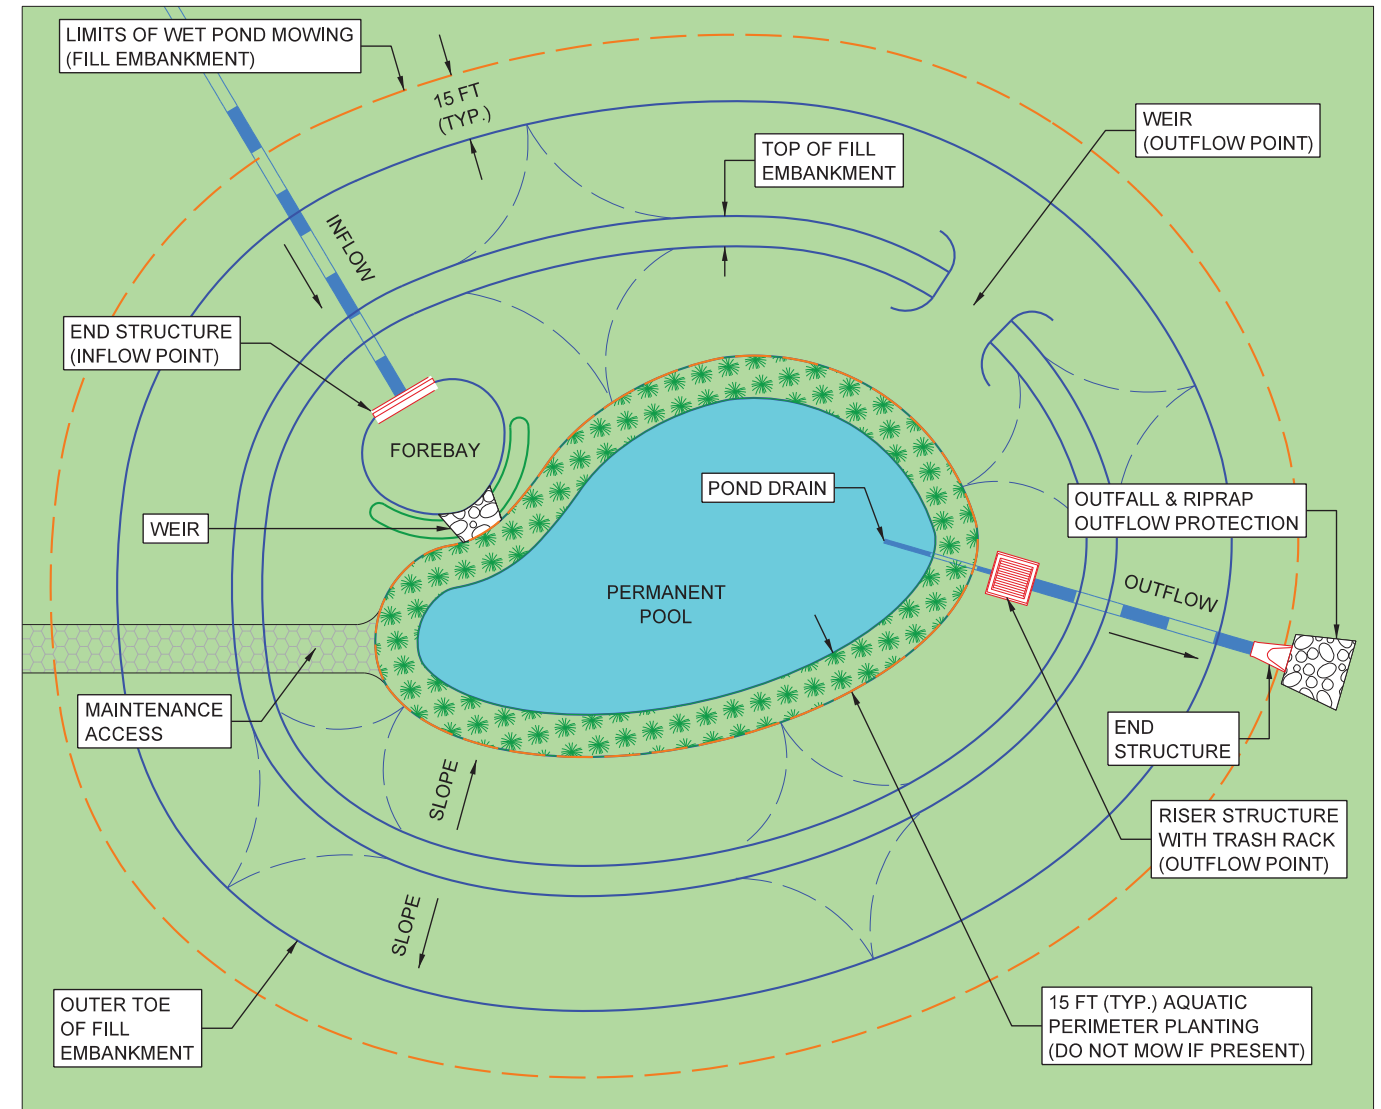 LIMITS OF WET POND MOWING
(FILL EMBANKMENT)
15 FT
(TYP.)
WEIR
(OUTFLOW POINT)
TOP OF FILL
EMBANKMENT
INFLOW
END STRUCTURE
(INFLOW POINT)
FOREBAY
POND DRAIN
WEIR
OUTFALL & RIPRAP
OUTFLOW PROTECTION
PERMANENT
POOL
OUTFLOW
MAINTENANCE
ACCESS
END
STRUCTURE
SLOPE
RISER STRUCTURE
WITH TRASH RACK
(OUTFLOW POINT)
SLOPE
OUTER TOE
OF FILL
EMBANKMENT
15 FT (TYP.) AQUATIC
PERIMETER PLANTING
(DO NOT MOW IF PRESENT)